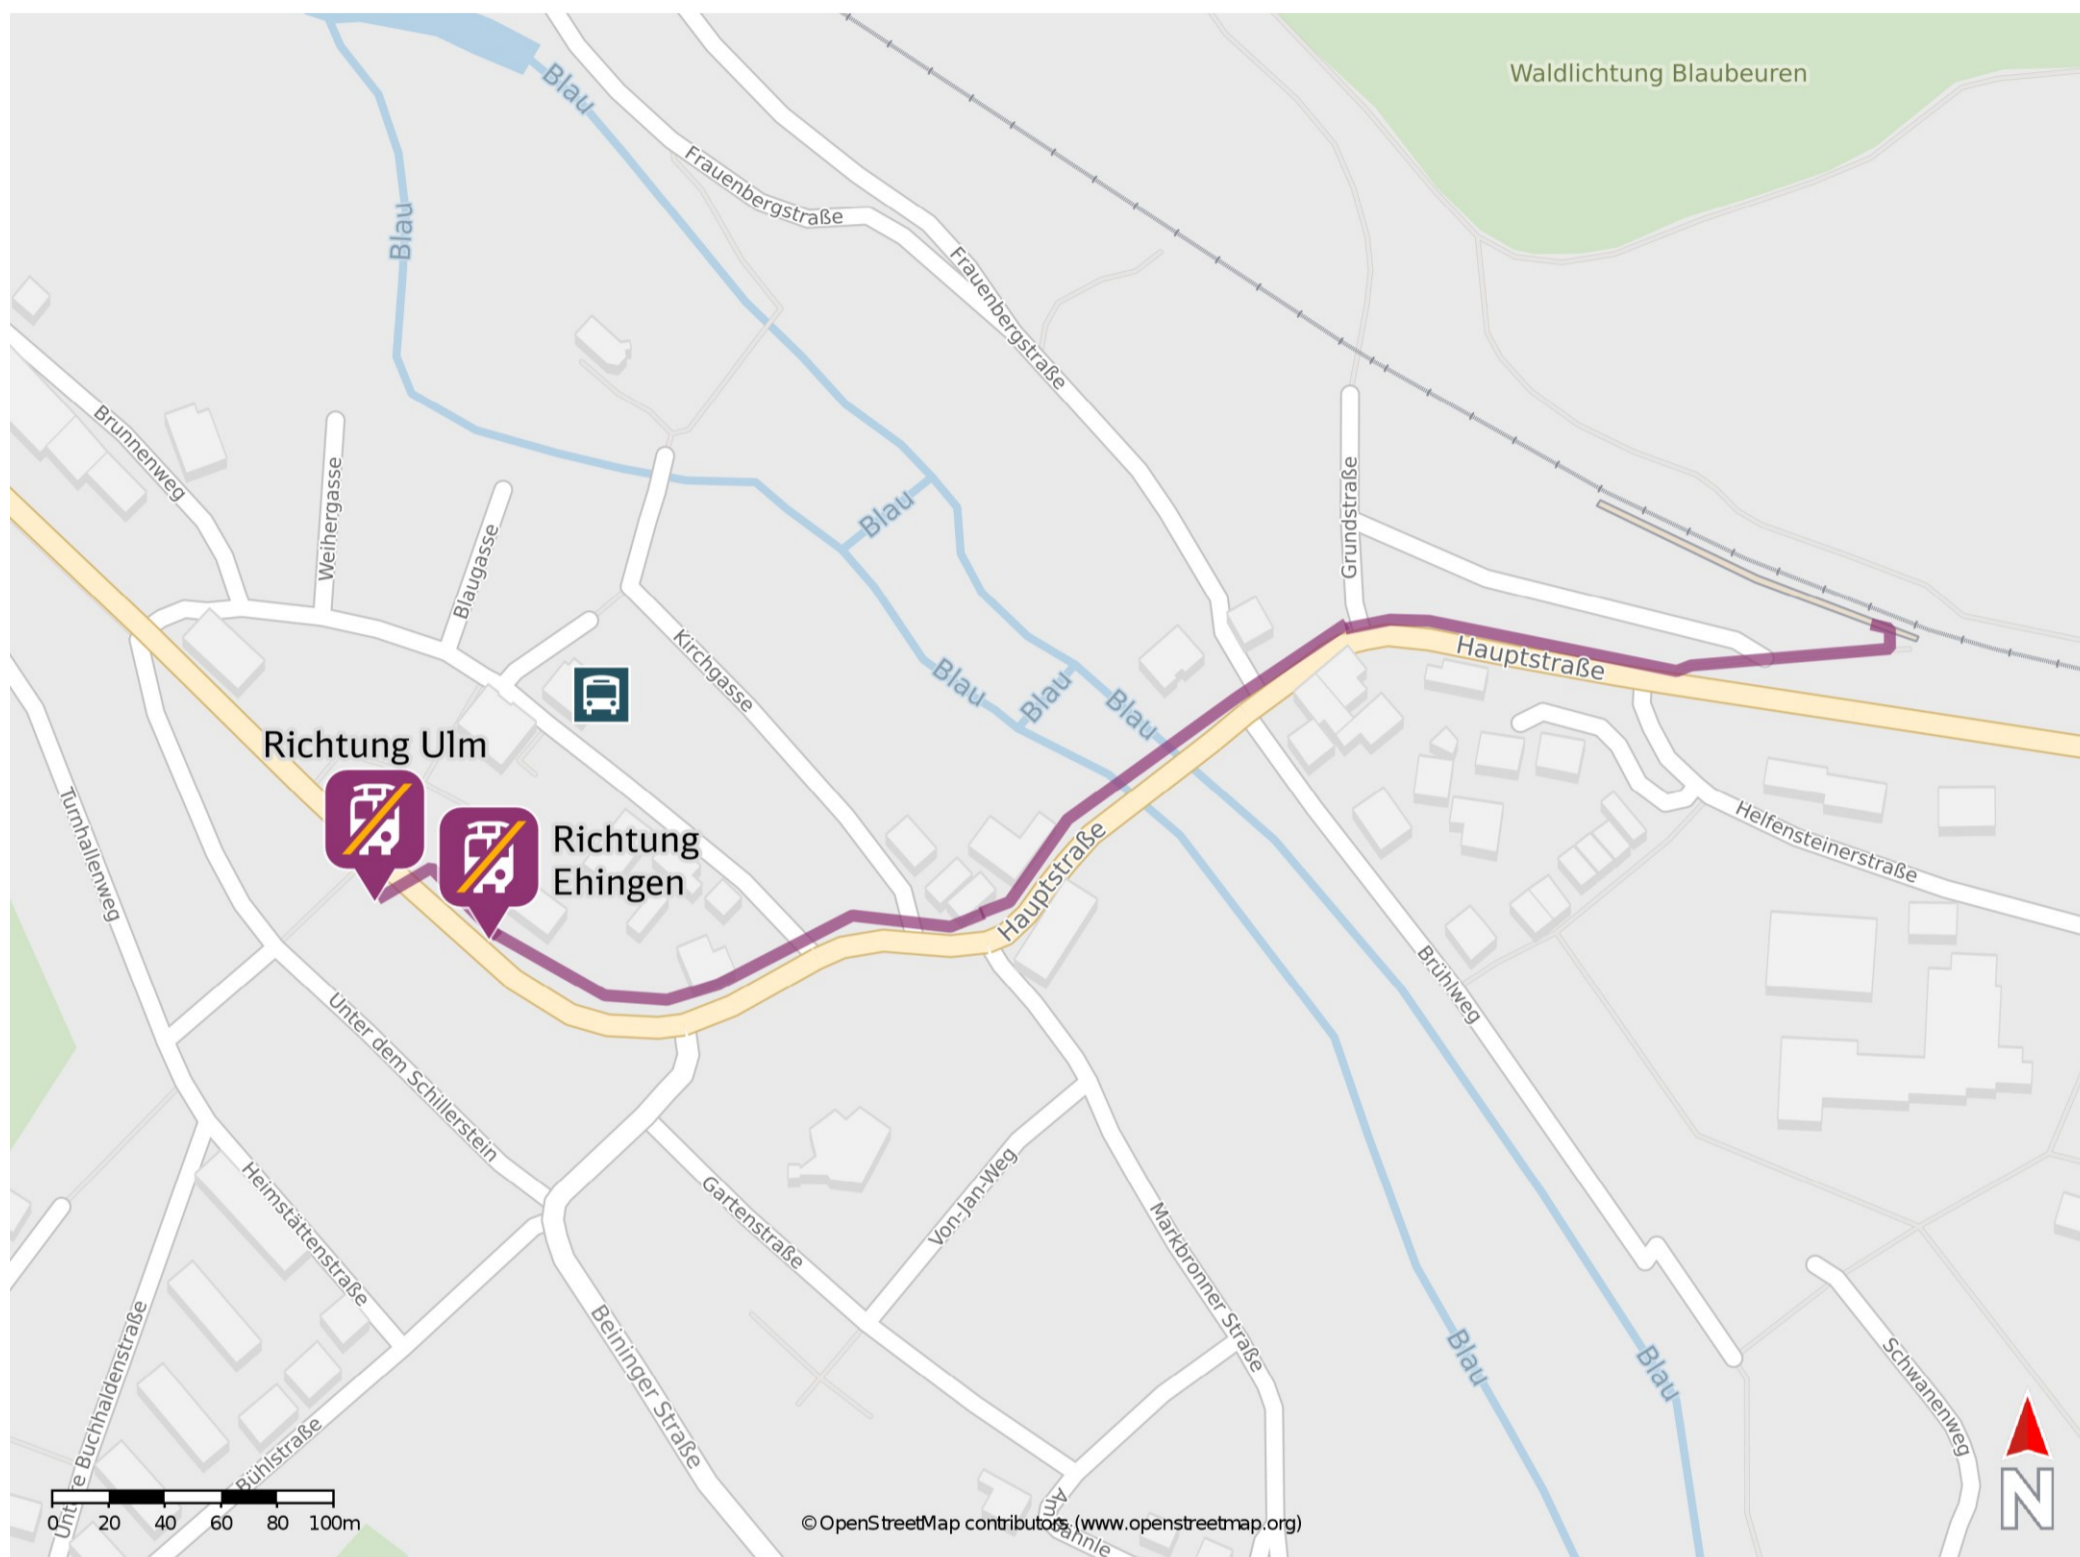 Waldlichtung Blaubeuren
Blau
Frauenbergstraße
Blau
Frauenbergstraße
Brunnenweg
Weihergasse
Blaugasse
Blau
Grundstraße
Kirchgasse
Blau
Blau
Blau
Hauptstraße
Richtung Ulm
Richtung
Ehingen
Turnhallenweg
Hauptstraße
Helfensteinerstraße
Brühlweg
Unter dem Schillerstein
Heimstättenstraße
Gartenstraße
Von-Jan-Weg
Markbronner Straße
Untere Buchhaldenstraße
Beininger Straße
Bühlstraße
Blau
Blau
Schwanenweg
N
0 20 40 60 80 100m
©OpenStreetMap contributors (www.openstreetmap.org)